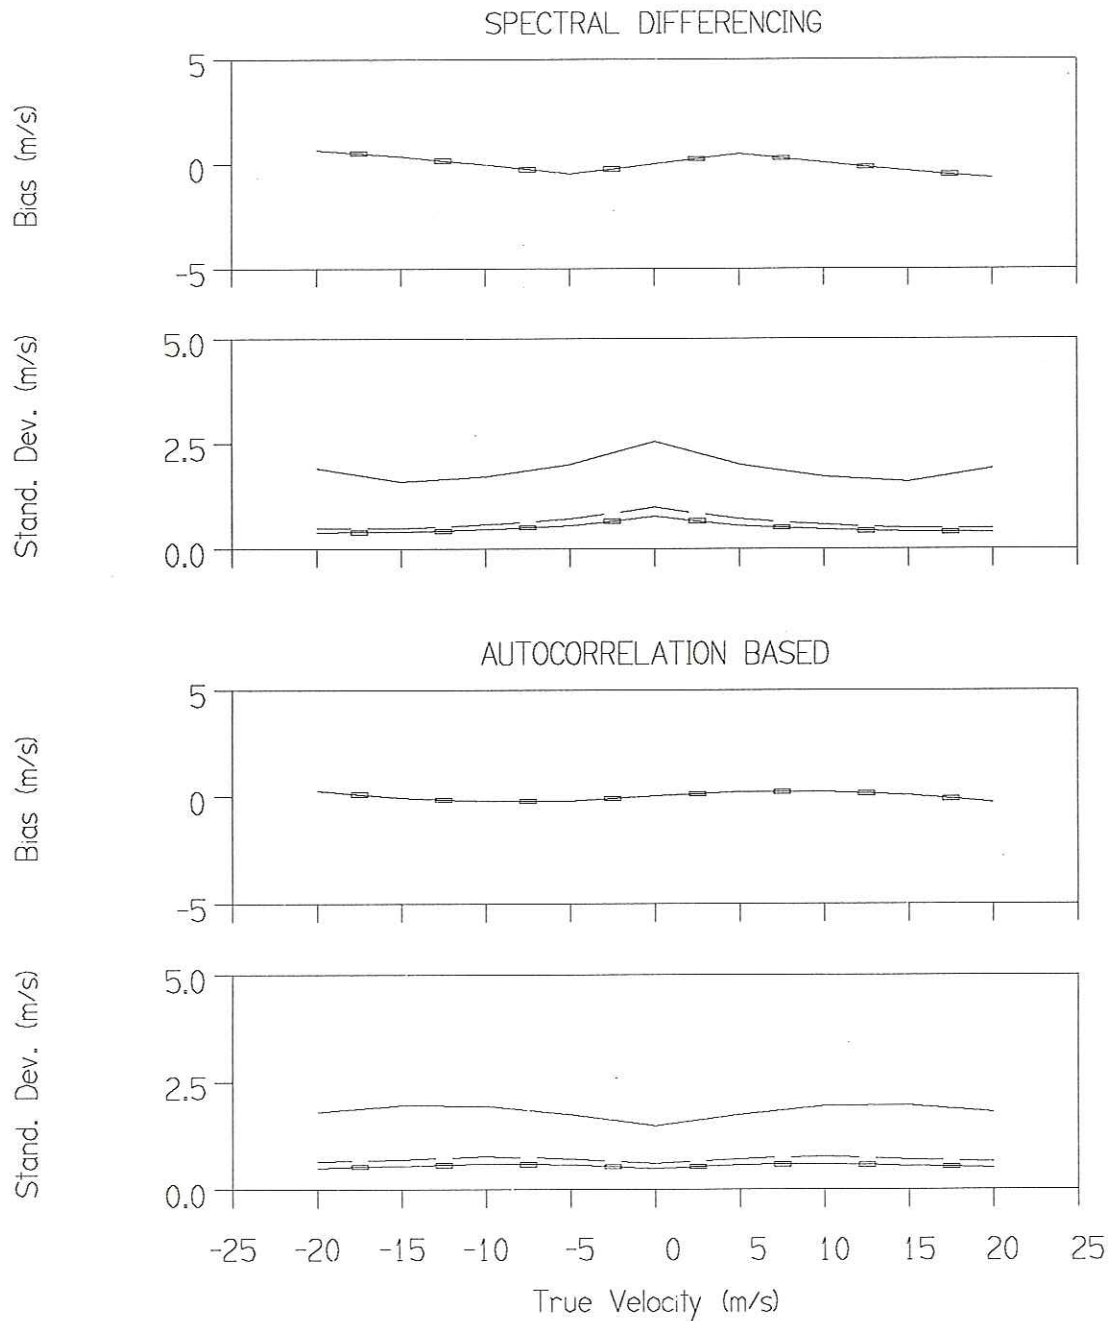 SPECTRAL DIFFERENCING
Bias (m/s)
5
0
-5
Stand. Dev. (m/s)
5.0
2.5
0.0
AUTOCORRELATION BASED
Bias (m/s)
5
0
-5
Stand. Dev. (m/s)
5.0
2.5
0.0
-25 -20 -15 -10 -5 0 5 10 15 20 25
True Velocity (m/s)